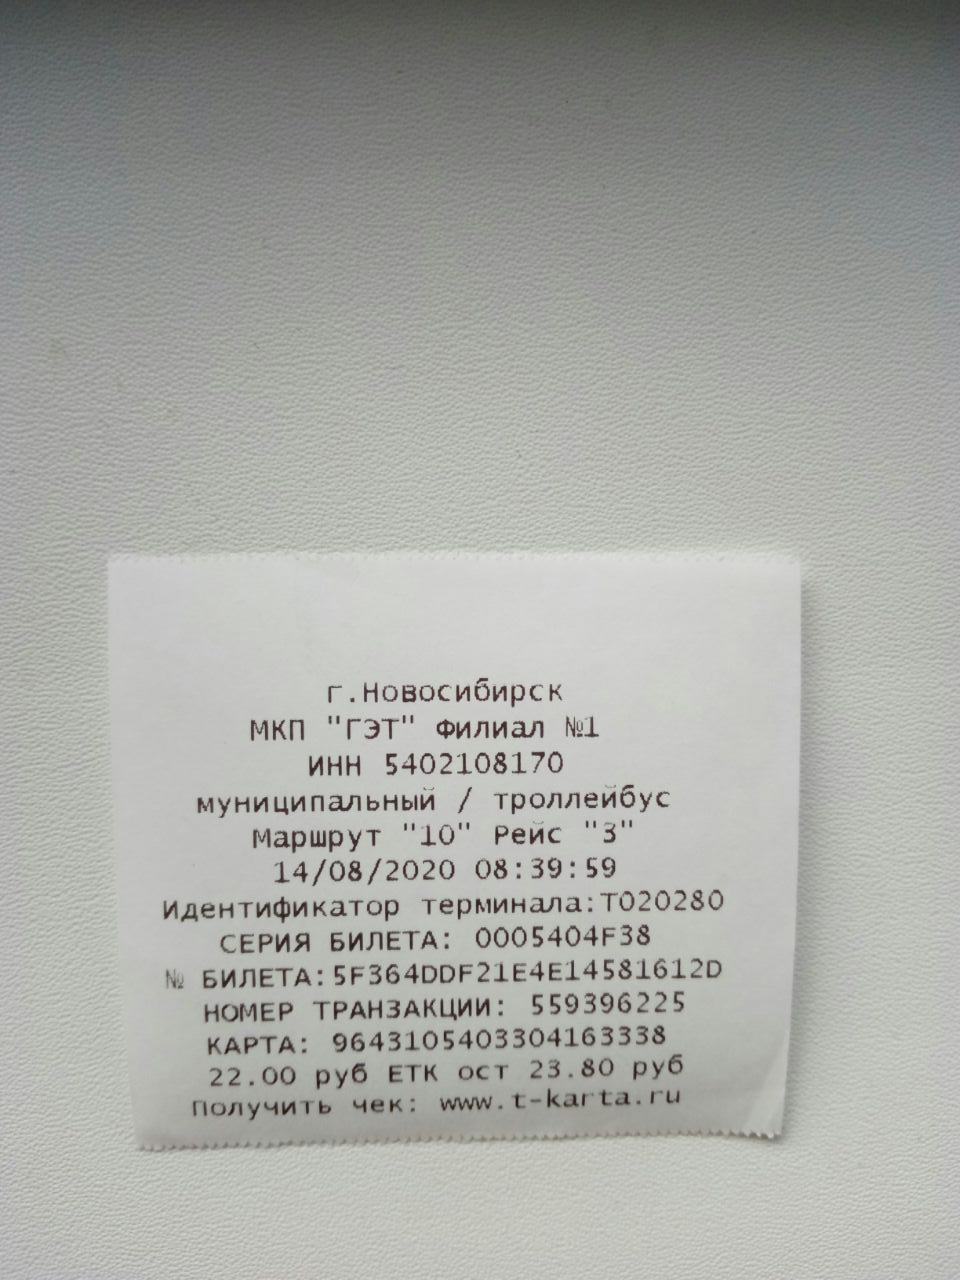 г.Новосибирск
МКП "ГЭТ" Филиал №1
ИНН 5402108170
муниципальный / троллейбус
Маршрут "10" Рейс "3"
14/08/2020 08:39:59
Идентификатор терминала:T020280
СЕРИЯ БИЛЕТА: 0005404F38
№ БИЛЕТА:5F364DDF21E4E14581612D
НОМЕР ТРАНЗАКЦИИ: 559396225
КАРТА: 9643105403304163338
22.00 руб ЕТК ост 23.80 руб
Получить чек: www.t-karta.ru